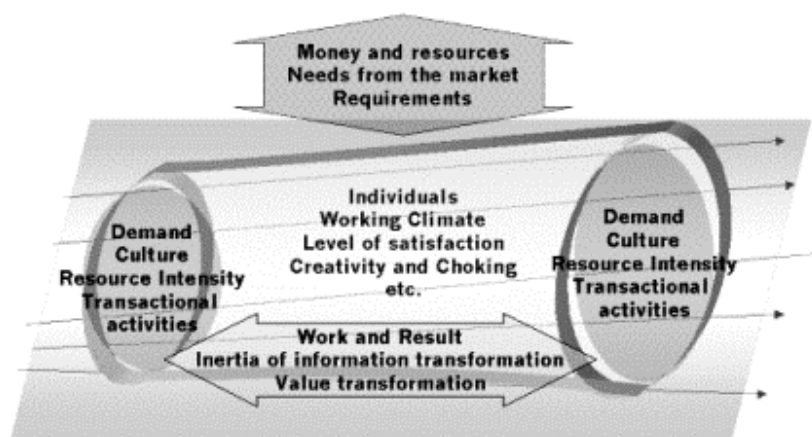 Money and resources
Needs from the market
Requirements
Individuals
Working Climate
Level of satisfaction
Creativity and Choking
etc.
Demand
Culture
Resource Intensity
Transactional
activities
Demand
Culture
Resource Intensity
Transactional
activities
Work and Result
Inertia of information transformation
Value transformation